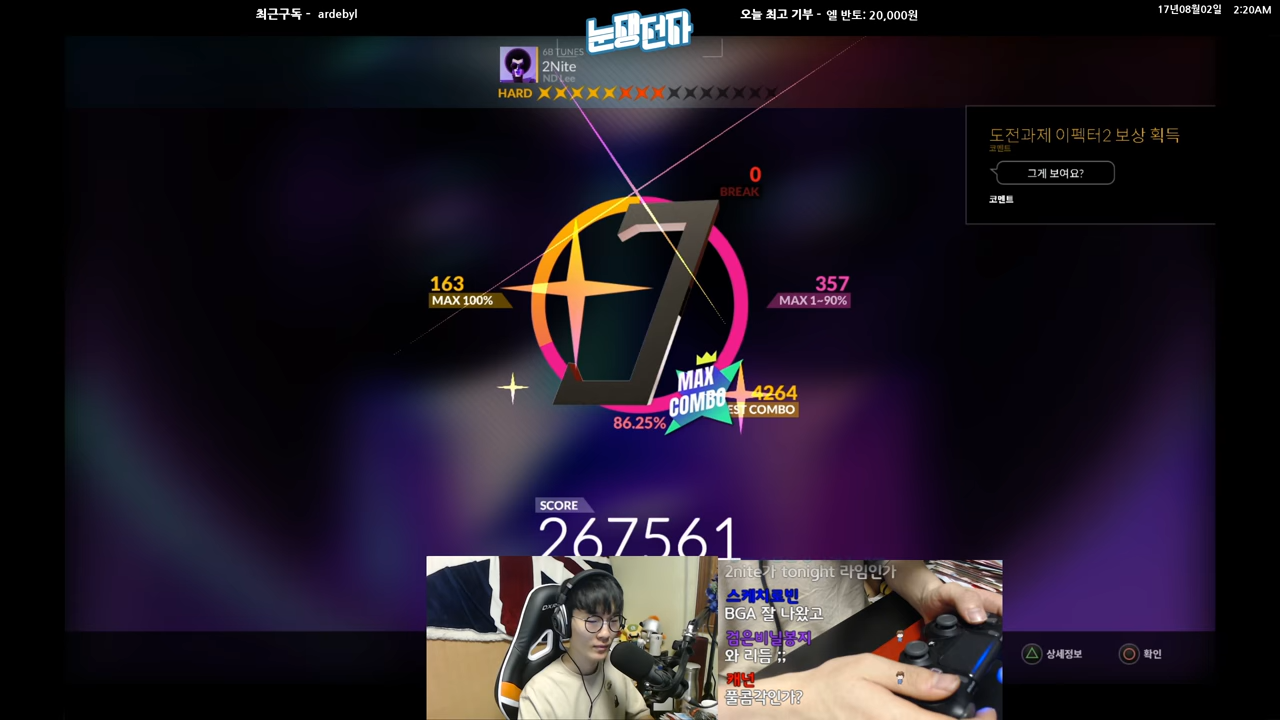 최근구독 - ardebyl
눈쟁전자
오늘 최고 기부 - 엘 반토: 20,000원
17년08월02일 2:20AM
68 TUNES
2Nite
ND Lee
HARD
도전과제 이펙터2 보상 획득
코멘트
그게 보여요?
코멘트
0
BREAK
163
MAX 100%
357
MAX 1~90%
MAX COMBO
4264
EST COMBO
86.25%
SCORE
267561
2nite가 tonight 라임인가
스케치로빈
BGA 잘 나왔고
검은비닐봉지
와 리듬 ;;
캐넌
풀콤각인가?
상세정보
확인